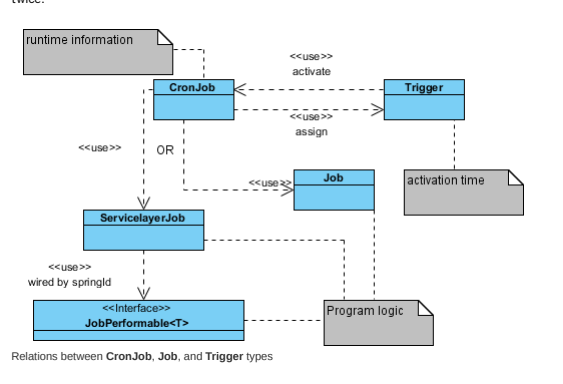 twice.
runtime information
<<use>>
activate
CronJob
Trigger
<<use>>
assign
<<use>>
OR
<<use>>
Job
activation time
ServicelayerJob
<<use>>
wired by springId
<<Interface>>
JobPerformable<T>
Program logic
Relations between CronJob, Job, and Trigger types